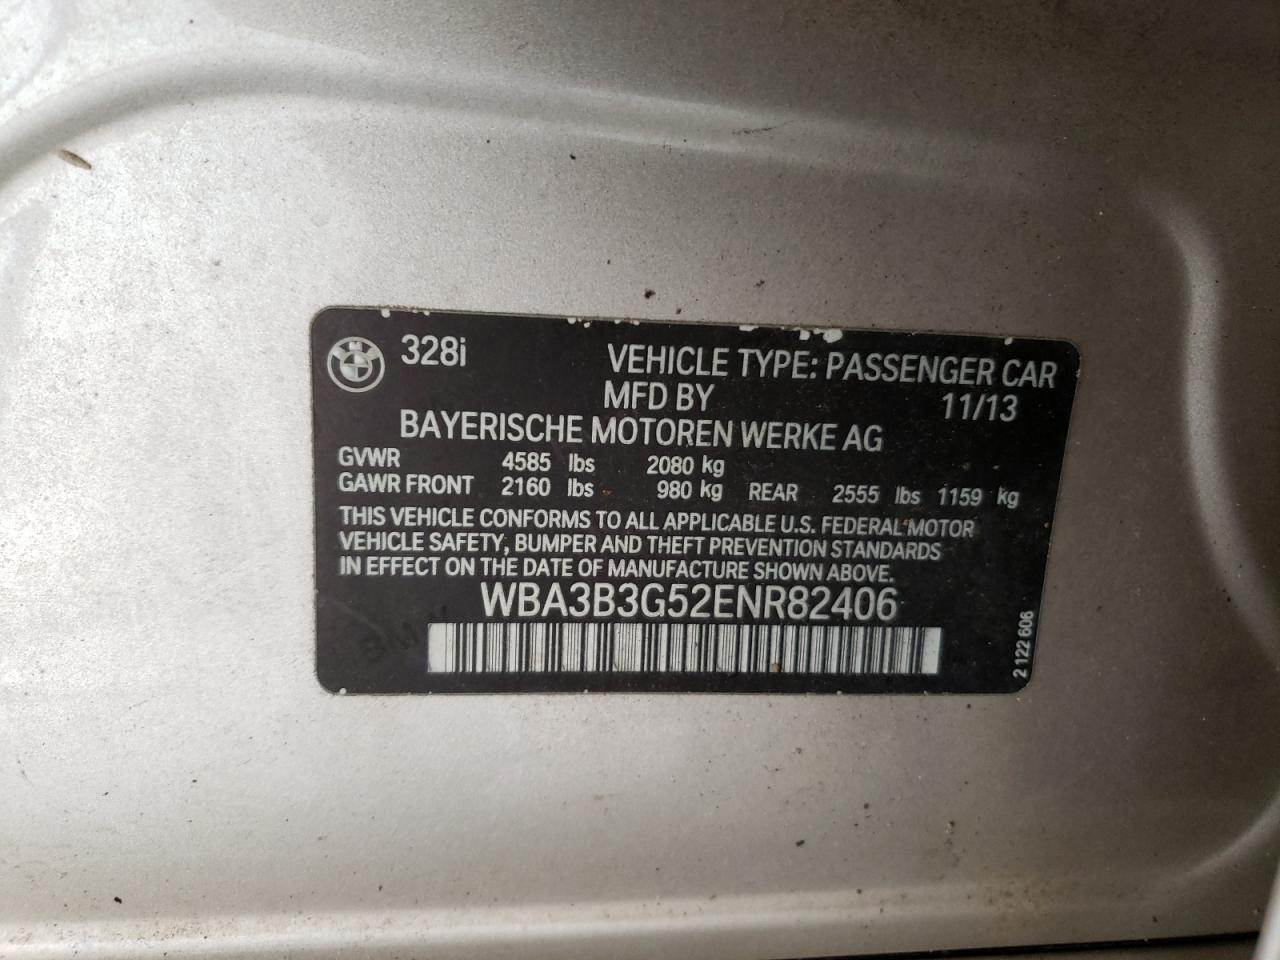 328i VEHICLE TYPE: PASSENGER CAR
MFD BY 11/13
BAYERISCHE MOTOREN WERKE AG
GVWR 4585 lbs 2080 kg
GAWR FRONT 2160 lbs 980 kg REAR 2555 lbs 1159 kg
THIS VEHICLE CONFORMS TO ALL APPLICABLE U.S. FEDERAL MOTOR
VEHICLE SAFETY, BUMPER AND THEFT PREVENTION STANDARDS
IN EFFECT ON THE DATE OF MANUFACTURE SHOWN ABOVE.
WBA3B3G52ENR82406
2 122 606